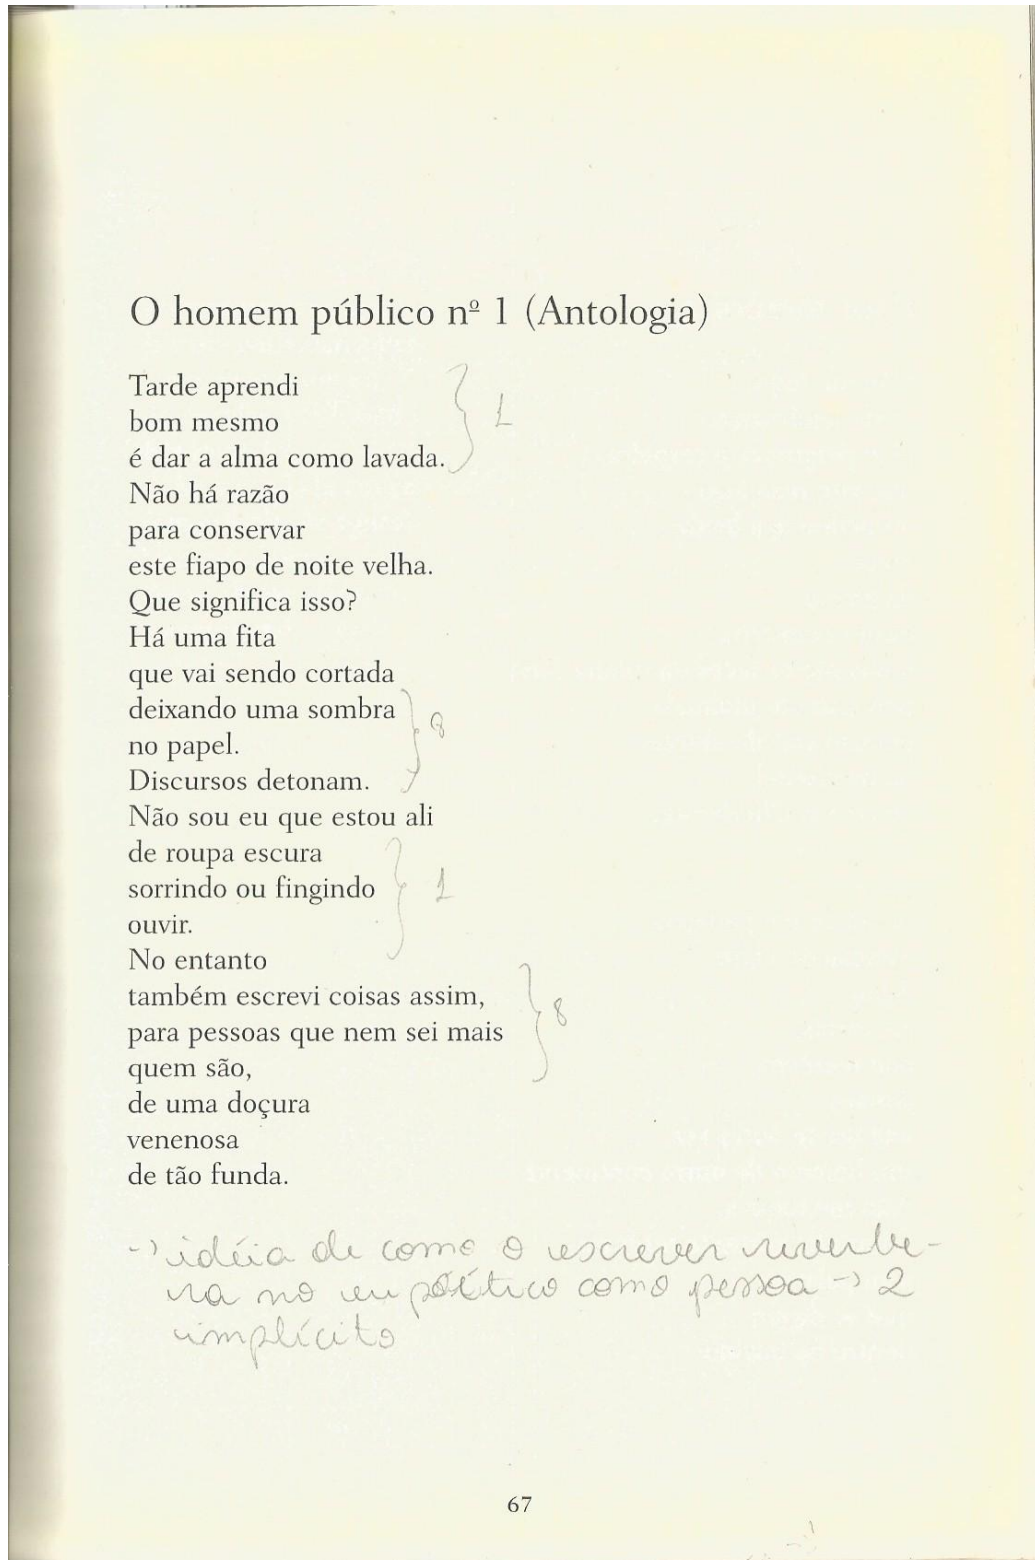 O homem público nº 1 (Antologia)
Tarde aprendi
bom mesmo
é dar a alma como lavada. } 1
Não há razão
para conservar
este fiapo de noite velha.
Que significa isso?
Há uma fita
que vai sendo cortada
deixando uma sombra
no papel. } 8
Discursos detonam.
Não sou eu que estou ali
de roupa escura
sorrindo ou fingindo } 1
ouvir.
No entanto
também escrevi coisas assim, } 8
para pessoas que nem sei mais
quem são,
de uma doçura
venenosa
de tão funda.
-> idéia de como o escrever reverbe-
ra no eu poético como pessoa -> 2
implícito
67